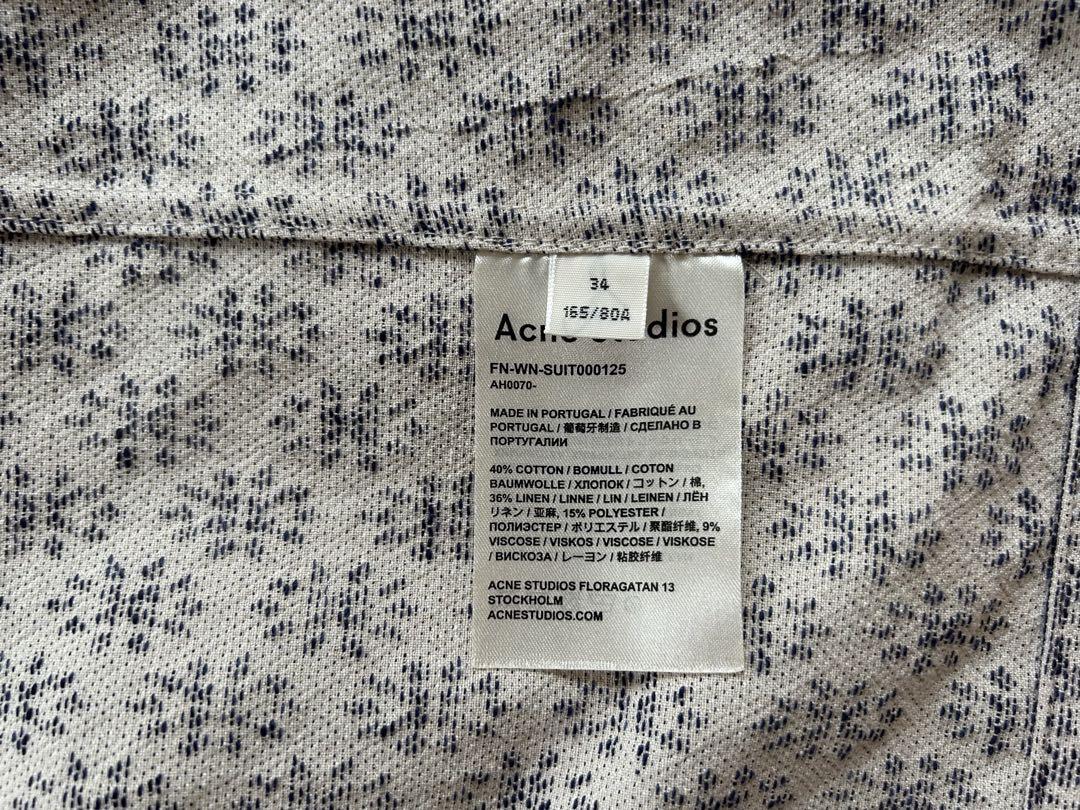 34
165/80A
Acne Studios
FN-WN-SUIT000125
AH0070-
MADE IN PORTUGAL / FABRIQUÉ AU
PORTUGAL / 葡萄牙制造 / СДЕЛАНО В
ПОРТУГАЛИИ
40% COTTON / BOMULL / COTON
BAUMWOLLE / ХЛОПОК / コットン / 棉,
36% LINEN / LINNE / LIN / LEINEN / ЛЁН
リネン / 亚麻, 15% POLYESTER /
ПОЛИЭСТЕР / ポリエステル / 聚酯纤维, 9%
VISCOSE / VISKOS / VISCOSE / VISKOSE
/ ВИСКОЗА / レーヨン / 粘胶纤维
ACNE STUDIOS FLORAGATAN 13
STOCKHOLM
ACNESTUDIOS.COM